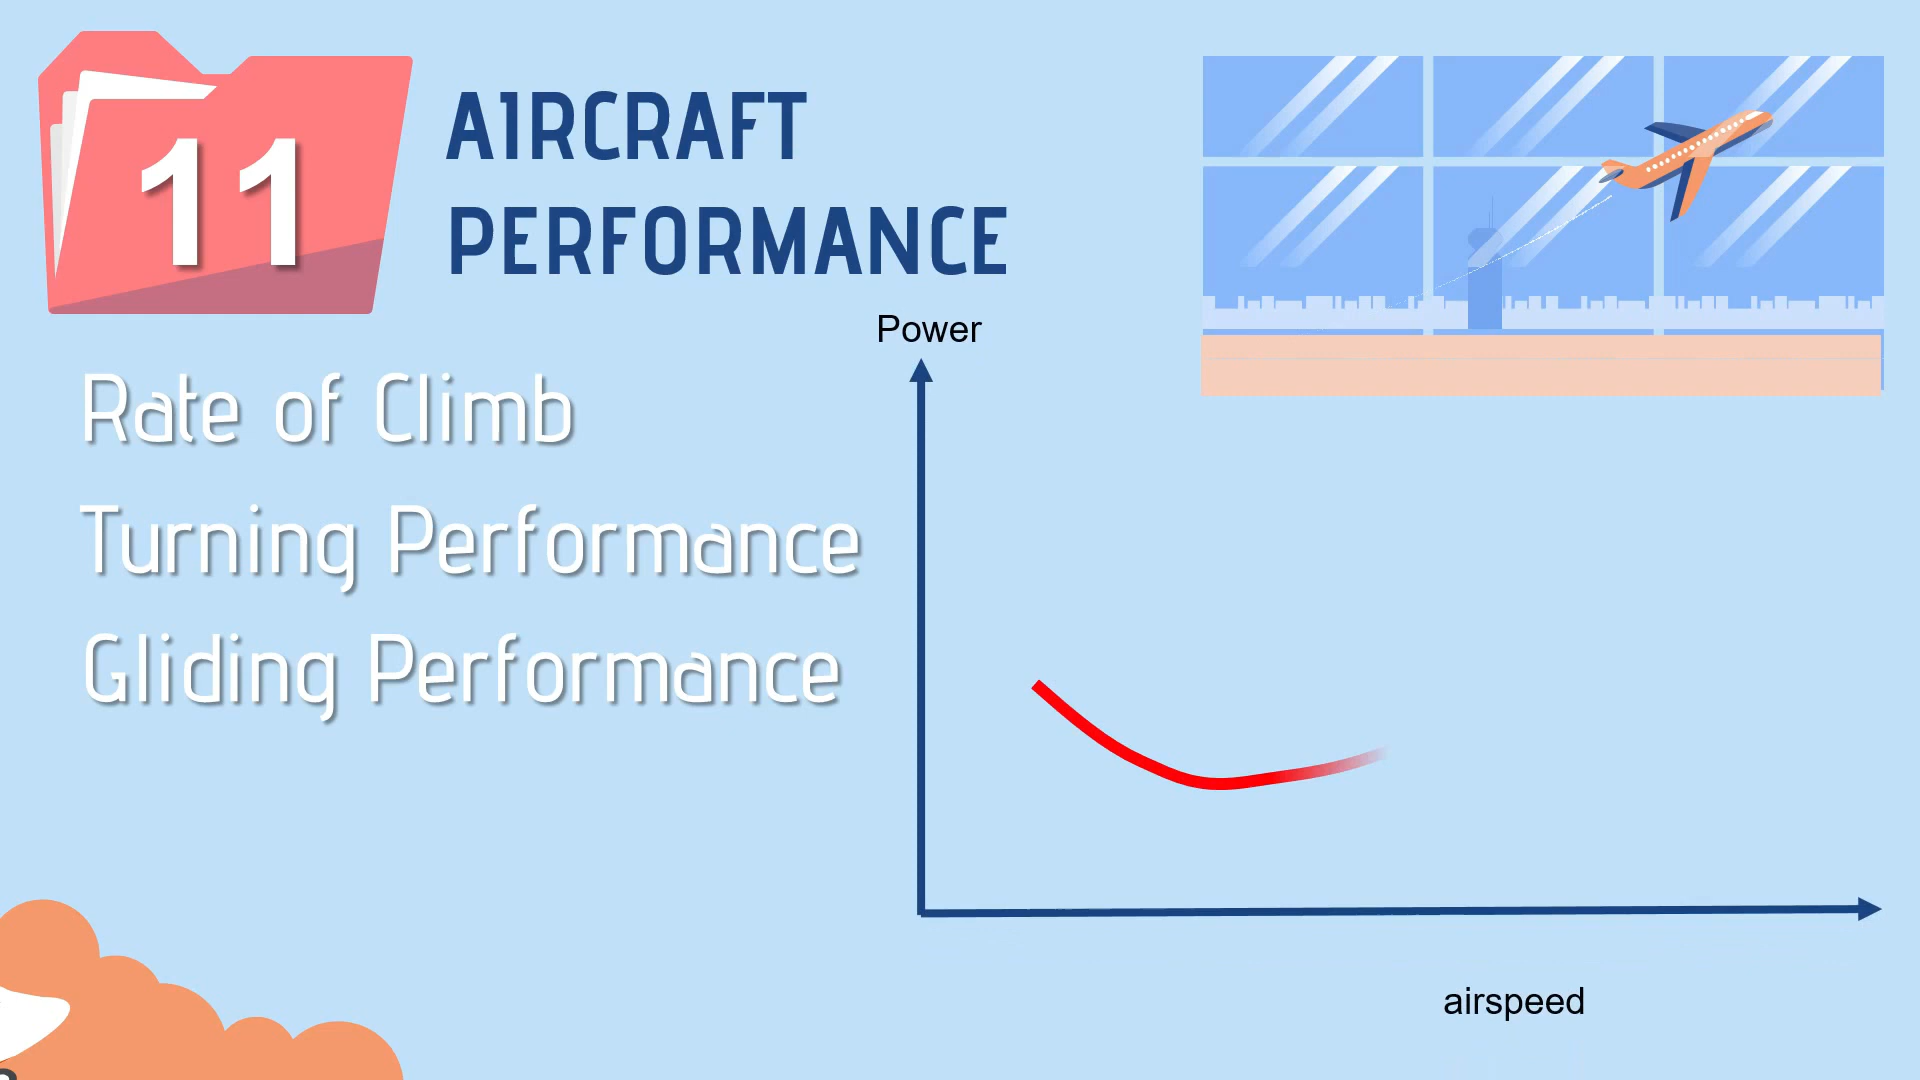 11
AIRCRAFT
PERFORMANCE
Rate of Climb
Turning Performance
Gliding Performance
Power
airspeed